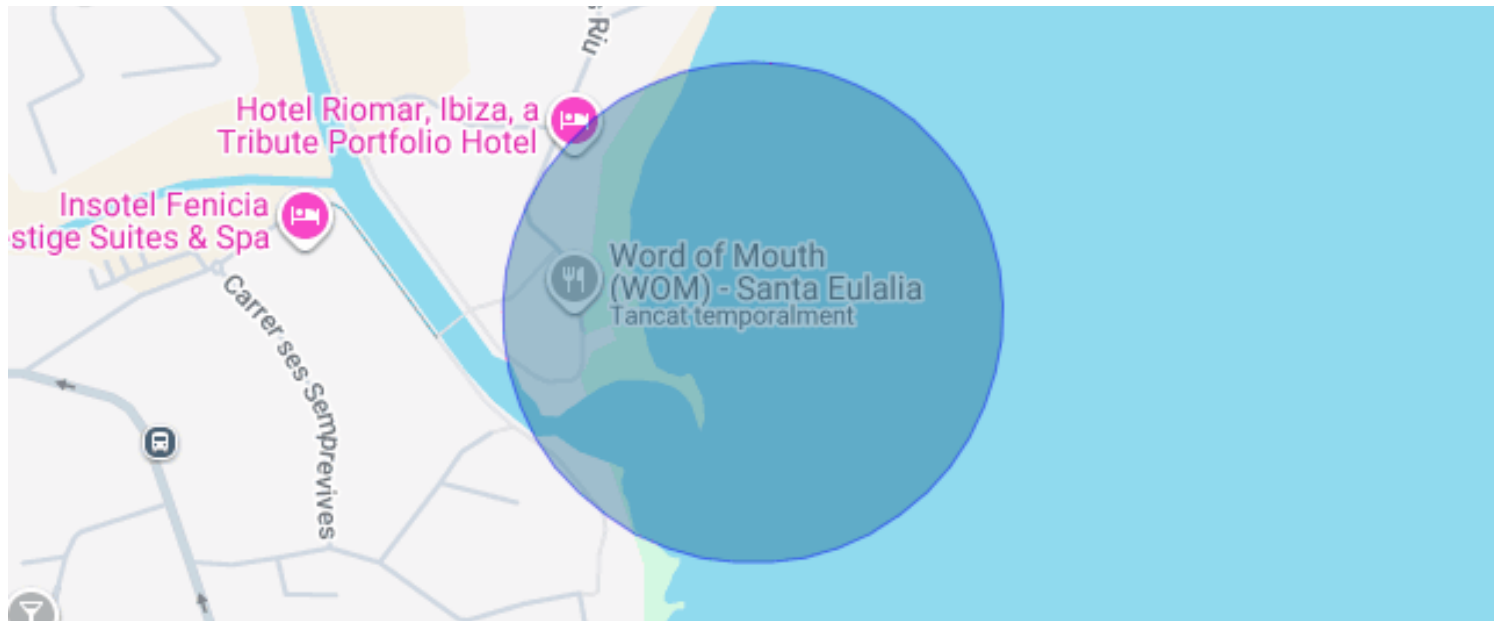 s Riu
Hotel Riomar, Ibiza, a
Tribute Portfolio Hotel
Insotel Fenicia
estige Suites & Spa
Word of Mouth
(WOM) - Santa Eulalia
Tancat temporalment
Carrer ses Semprevives